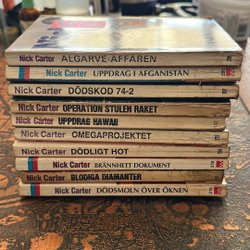 Nick Carter ALGARVE-AFFÄREN
Nick Carter UPPDRAG I AFGANISTAN
Nick Carter DÖDSKOD 74-2
Nick Carter OPERATION STULEN RAKET
Nick Carter UPPDRAG HAWAII
Nick Carter OMEGAPROJEKTET
Nick Carter DÖDLIGT HOT
Nick Carter BRÄNNHETT DOKUMENT
Nick Carter BLODIGA DIAMANTER
Nick Carter DÖDSMOLN ÖVER ÖKNEN